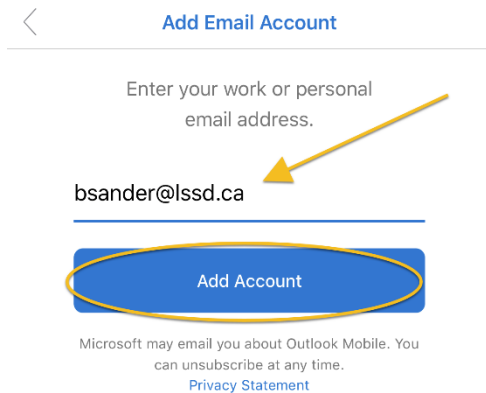 Add Email Account
Enter your work or personal
email address.
bsander@lssd.ca
Add Account
Microsoft may email you about Outlook Mobile. You
can unsubscribe at any time.
Privacy Statement